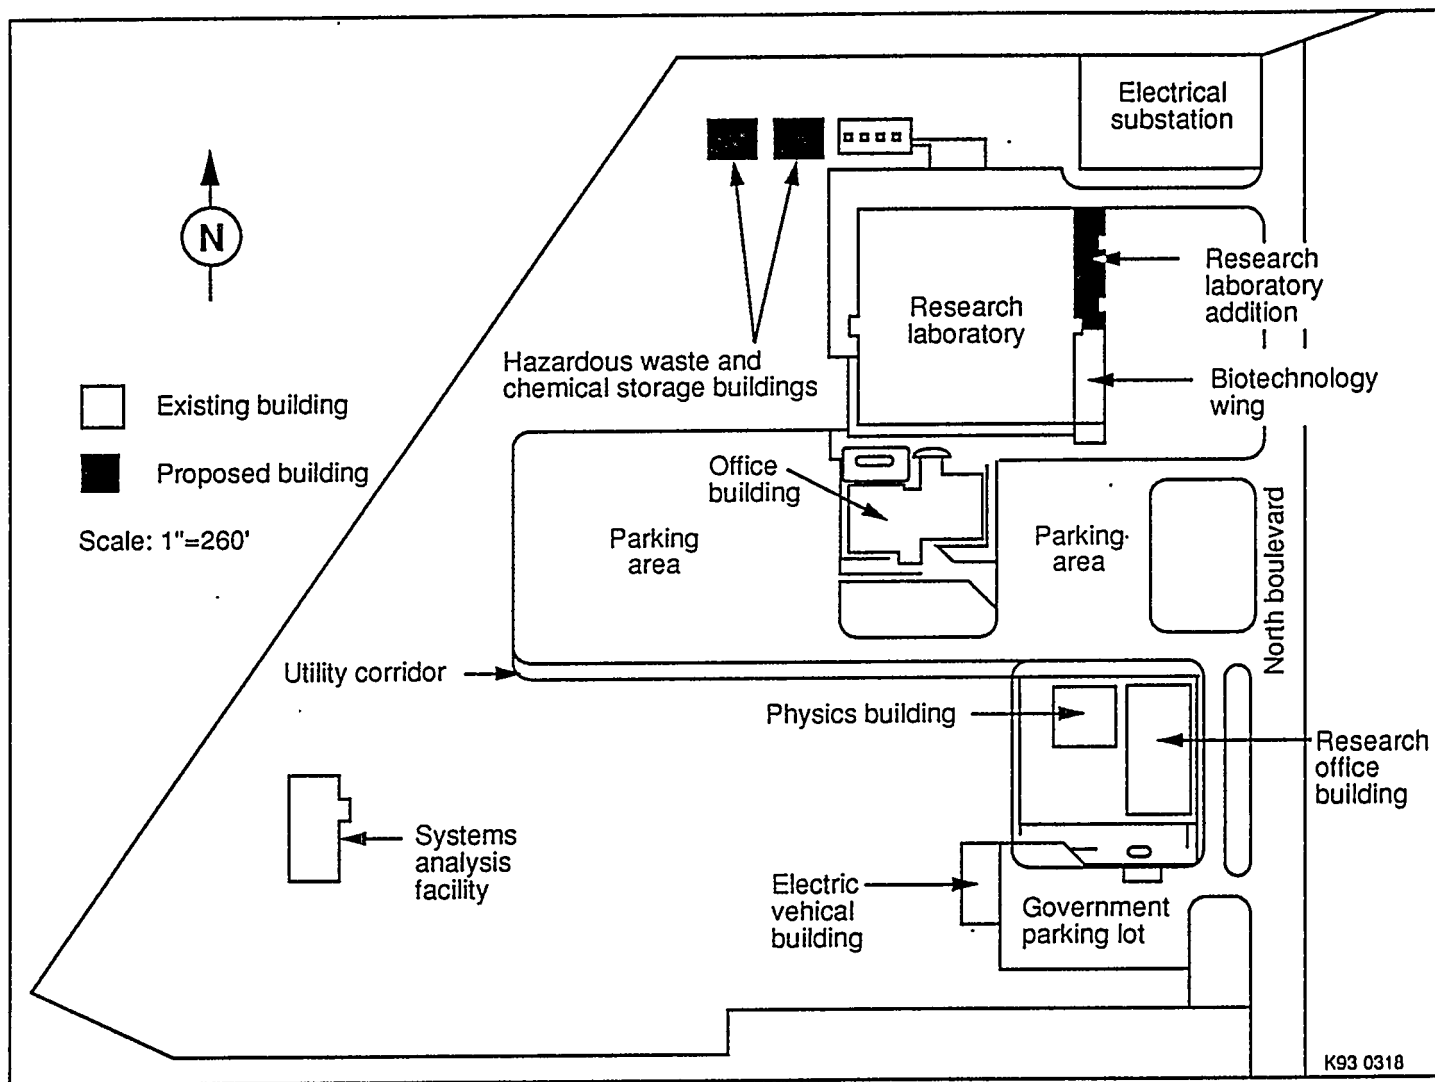 Electrical
substation
N
Research
laboratory
addition
Research
laboratory
Hazardous waste and
chemical storage buildings
Existing building
Biotechnology
wing
Proposed building
Office
building
Scale: 1"=260'
Parking
area
Parking
area
North boulevard
Utility corridor
Physics building
Research
office
building
Systems
analysis
facility
Electric
vehical
building
Government
parking lot
K93 0318